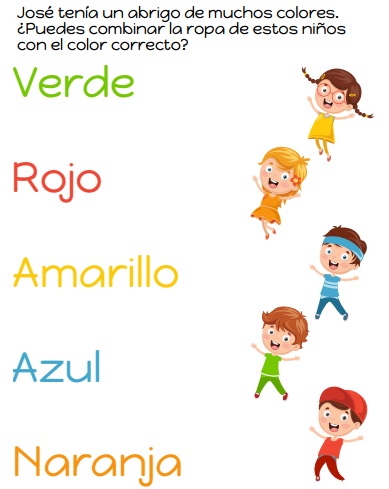 José tenía un abrigo de muchos colores.
¿Puedes combinar la ropa de estos niños
con el color correcto?
Verde
Rojo
Amarillo
Azul
Naranja